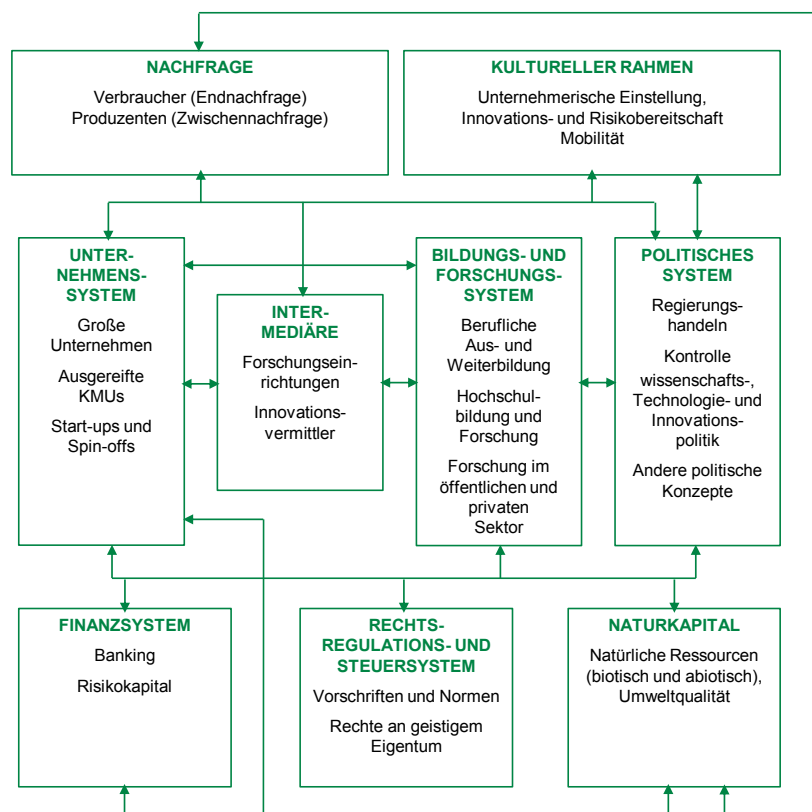 NACHFRAGE
Verbraucher (Endnachfrage)
Produzenten (Zwischennachfrage)
KULTURELLER RAHMEN
Unternehmerische Einstellung,
Innovations- und Risikobereitschaft
Mobilität
UNTER-
NEHMENS-
SYSTEM
Große
Unternehmen
Ausgereifte
KMUs
Start-ups und
Spin-offs
INTER-
MEDIÄRE
Forschungsein-
richtungen
Innovations-
vermittler
BILDUNGS- UND
FORSCHUNGS-
SYSTEM
Berufliche
Aus- und
Weiterbildung
Hochschul-
bildung und
Forschung
Forschung im
öffentlichen und
privaten
Sektor
POLITISCHES
SYSTEM
Regierungs-
handeln
Kontrolle
wissenschafts-,
Technologie- und
Innovations-
politik
Andere politische
Konzepte
FINANZSYSTEM
Banking
Risikokapital
RECHTS-
REGULATIONS- UND
STEUERSYSTEM
Vorschriften und Normen
Rechte an geistigem
Eigentum
NATURKAPITAL
Natürliche Ressourcen
(biotisch und abiotisch),
Umweltqualität